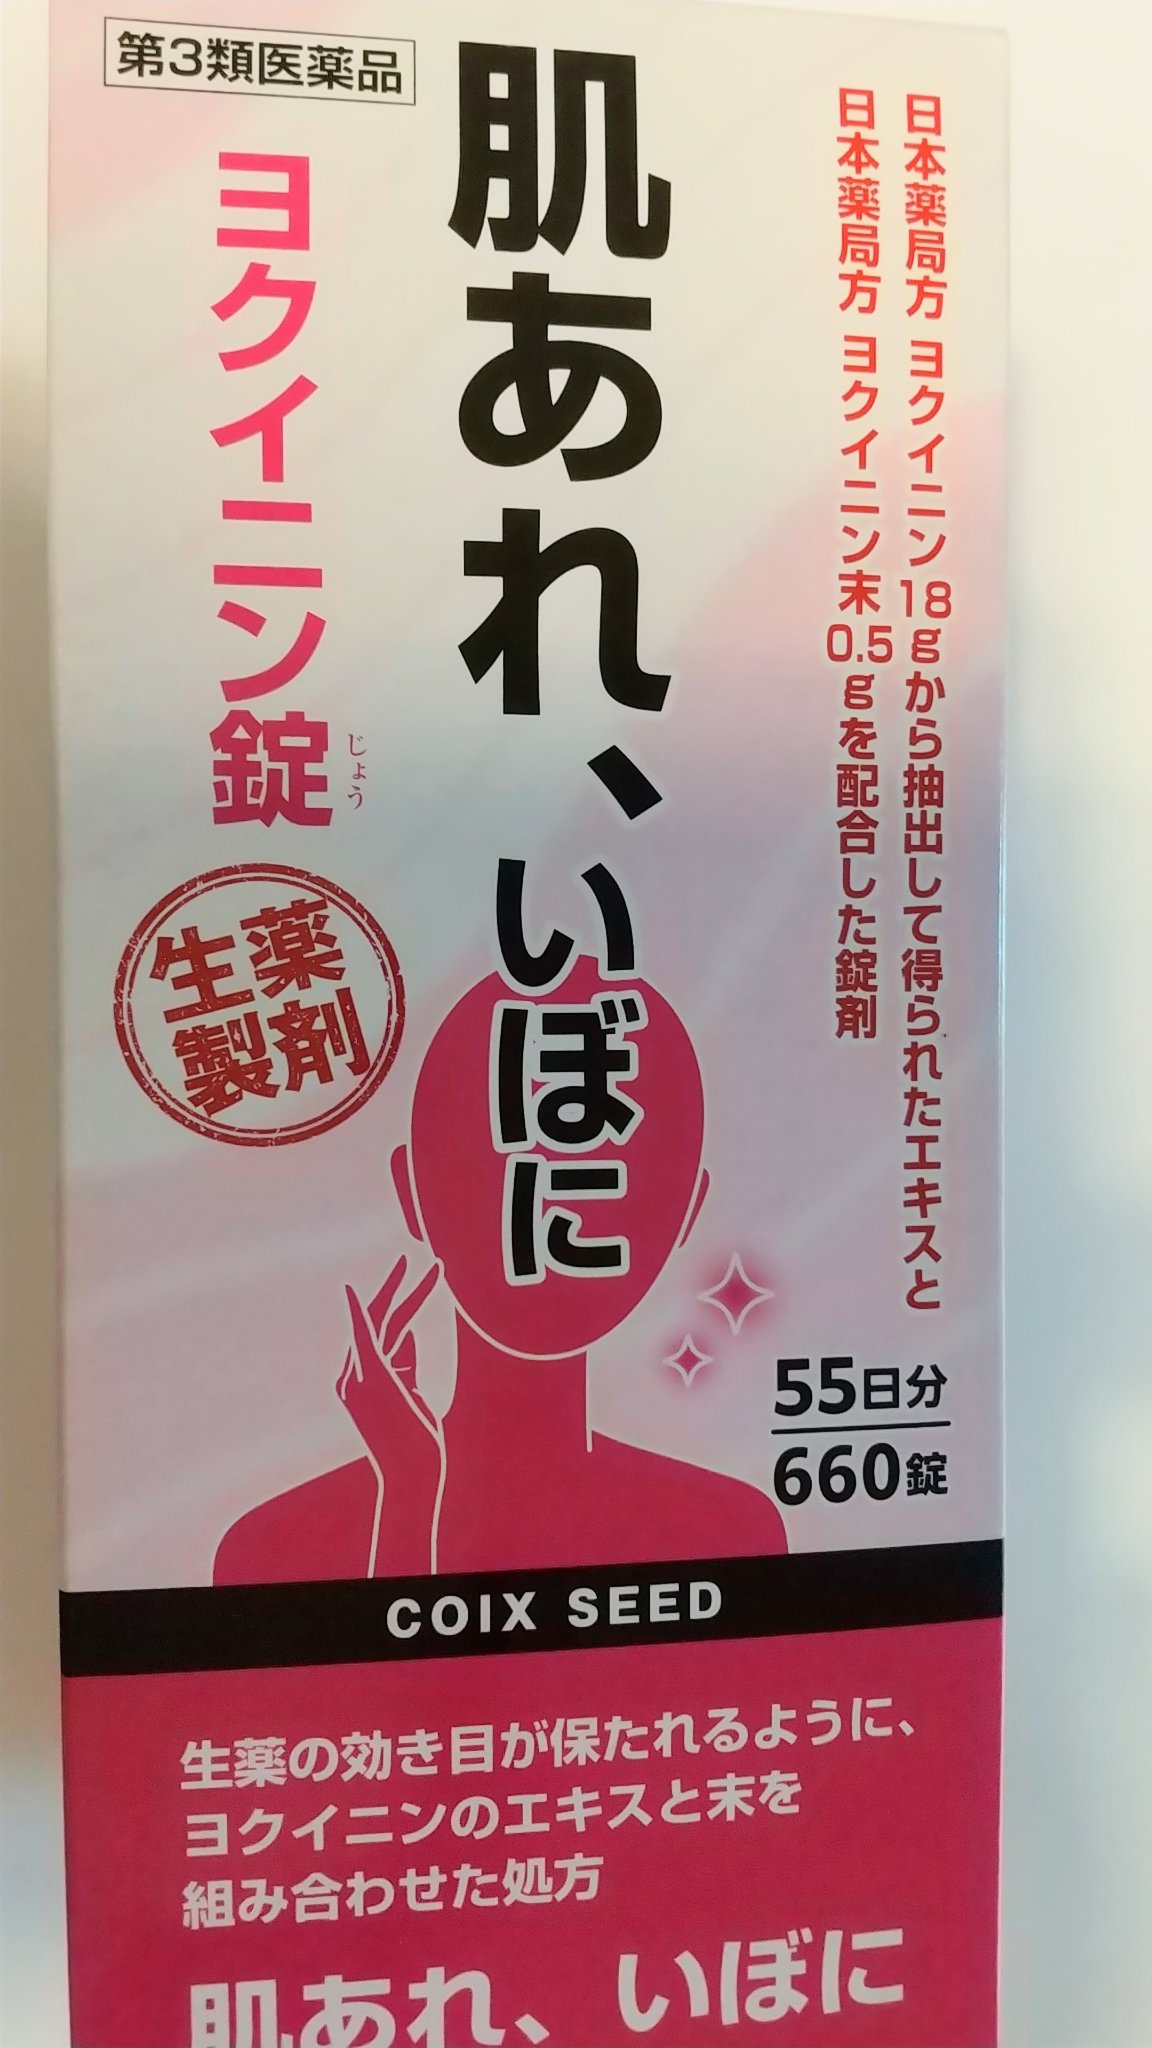 第3類医薬品
日本薬局方 ヨクイニン18gから抽出して得られたエキスと
日本薬局方 ヨクイニン末0.5gを配合した錠剤
肌あれ、いぼに
ヨクイニン錠
じょう
生薬
製剤
55日分
660錠
COIX SEED
生薬の効き目が保たれるように、
ヨクイニンのエキスと末を
組み合わせた処方
肌あれ、いぼに